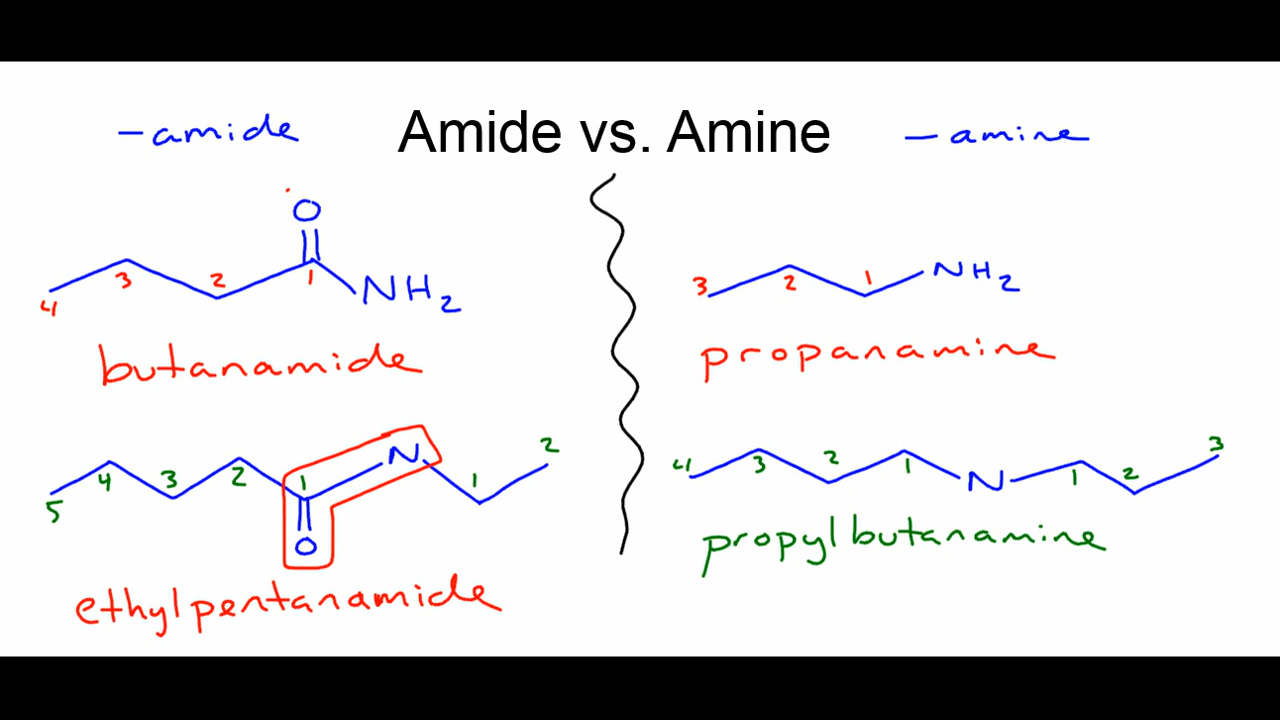 Amide vs. Amine
-amide
O
4 3 2 1 NH2
butanamide
5 4 3 2 1 N 1 2
O
ethylpentanamide
-amine
3 2 1 NH2
propanamine
4 3 2 1 N 1 2 3
propylbutanamine